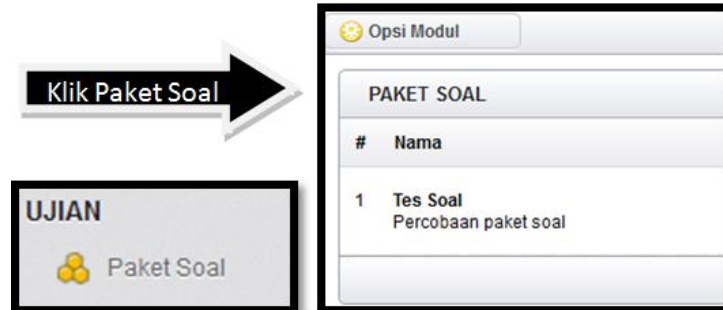 Klik Paket Soal
UJIAN
Paket Soal
Opsi Modul
PAKET SOAL
# Nama
1 Tes Soal
Percobaan paket soal